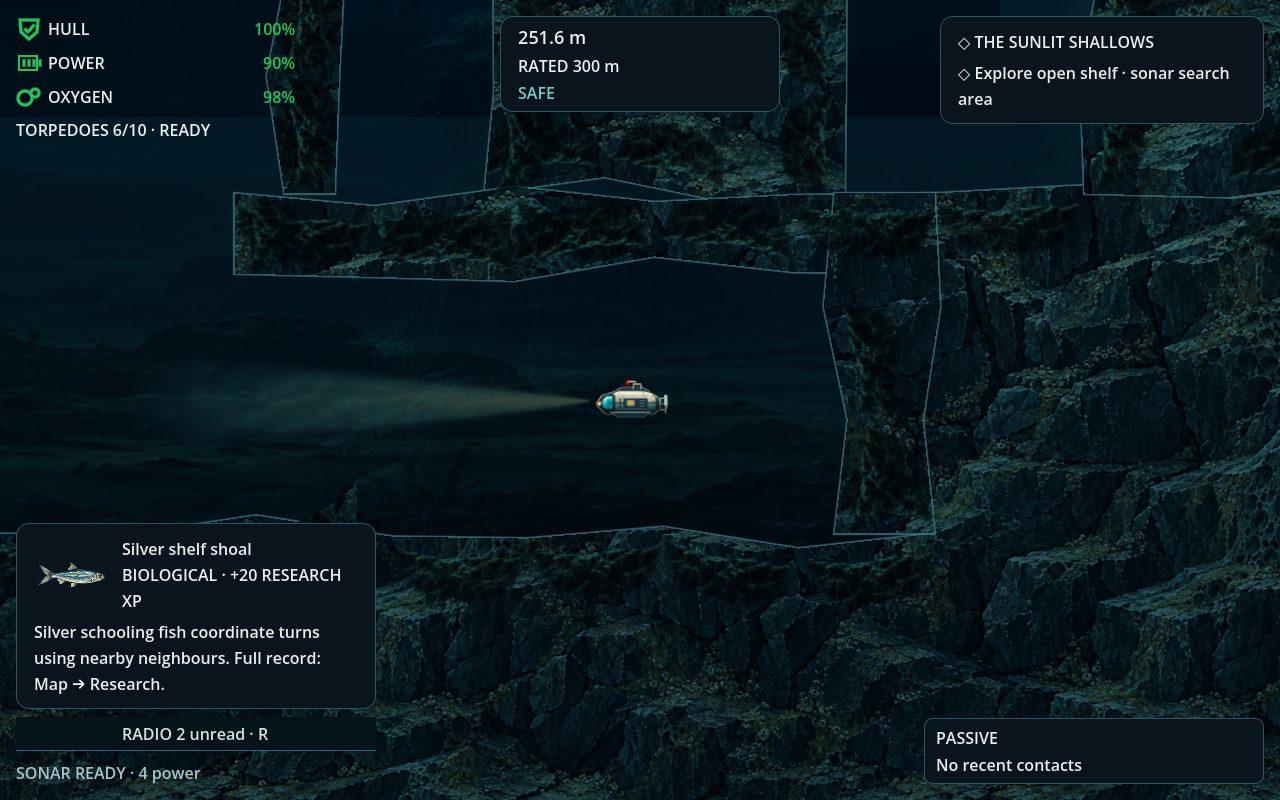 HULL 100%
POWER 90%
OXYGEN 98%
TORPEDOES 6/10 · READY
251.6 m
RATED 300 m
SAFE
◇ THE SUNLIT SHALLOWS
◇ Explore open shelf · sonar search
area
Silver shelf shoal
BIOLOGICAL · +20 RESEARCH
XP
Silver schooling fish coordinate turns
using nearby neighbours. Full record:
Map → Research.
RADIO 2 unread · R
SONAR READY · 4 power
PASSIVE
No recent contacts